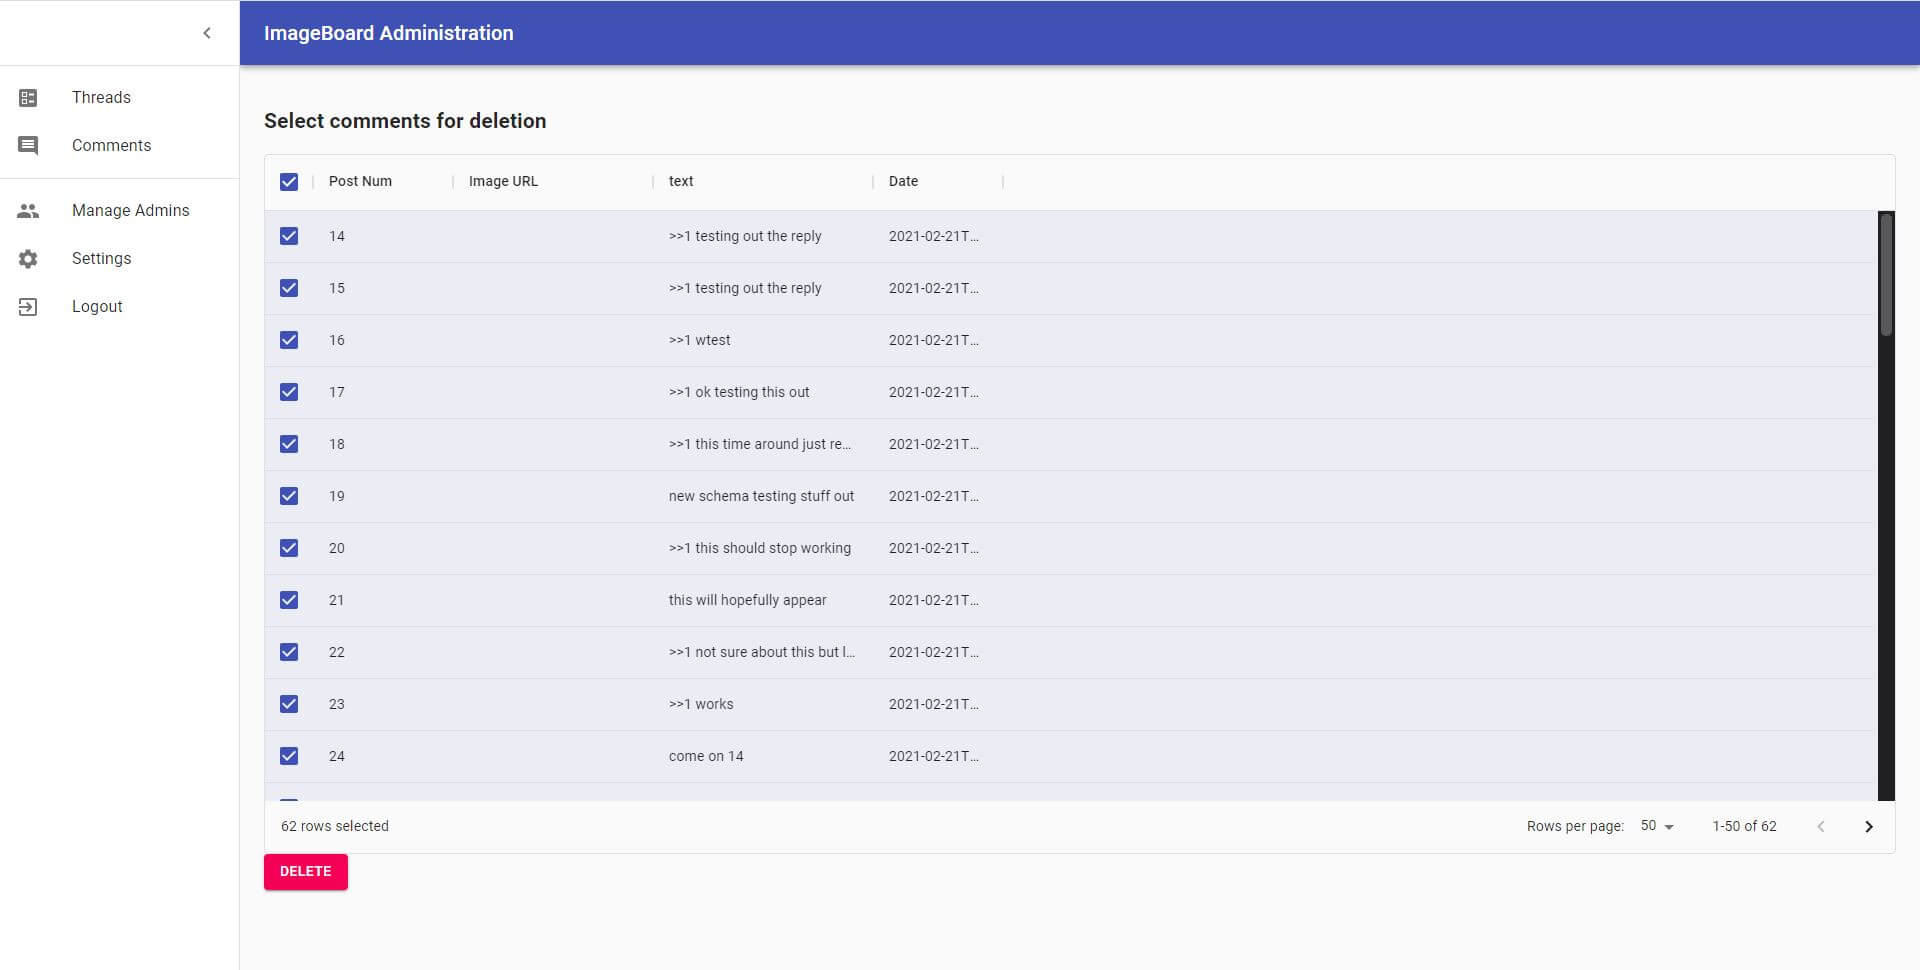 ImageBoard Administration
Threads
Comments
Manage Admins
Settings
Logout
Select comments for deletion
Post Num Image URL text Date
14 >>1 testing out the reply 2021-02-21T...
15 >>1 testing out the reply 2021-02-21T...
16 >>1 wtest 2021-02-21T...
17 >>1 ok testing this out 2021-02-21T...
18 >>1 this time around just re... 2021-02-21T...
19 new schema testing stuff out 2021-02-21T...
20 >>1 this should stop working 2021-02-21T...
21 this will hopefully appear 2021-02-21T...
22 >>1 not sure about this but I... 2021-02-21T...
23 >>1 works 2021-02-21T...
24 come on 14 2021-02-21T...
62 rows selected Rows per page: 50 1-50 of 62
DELETE